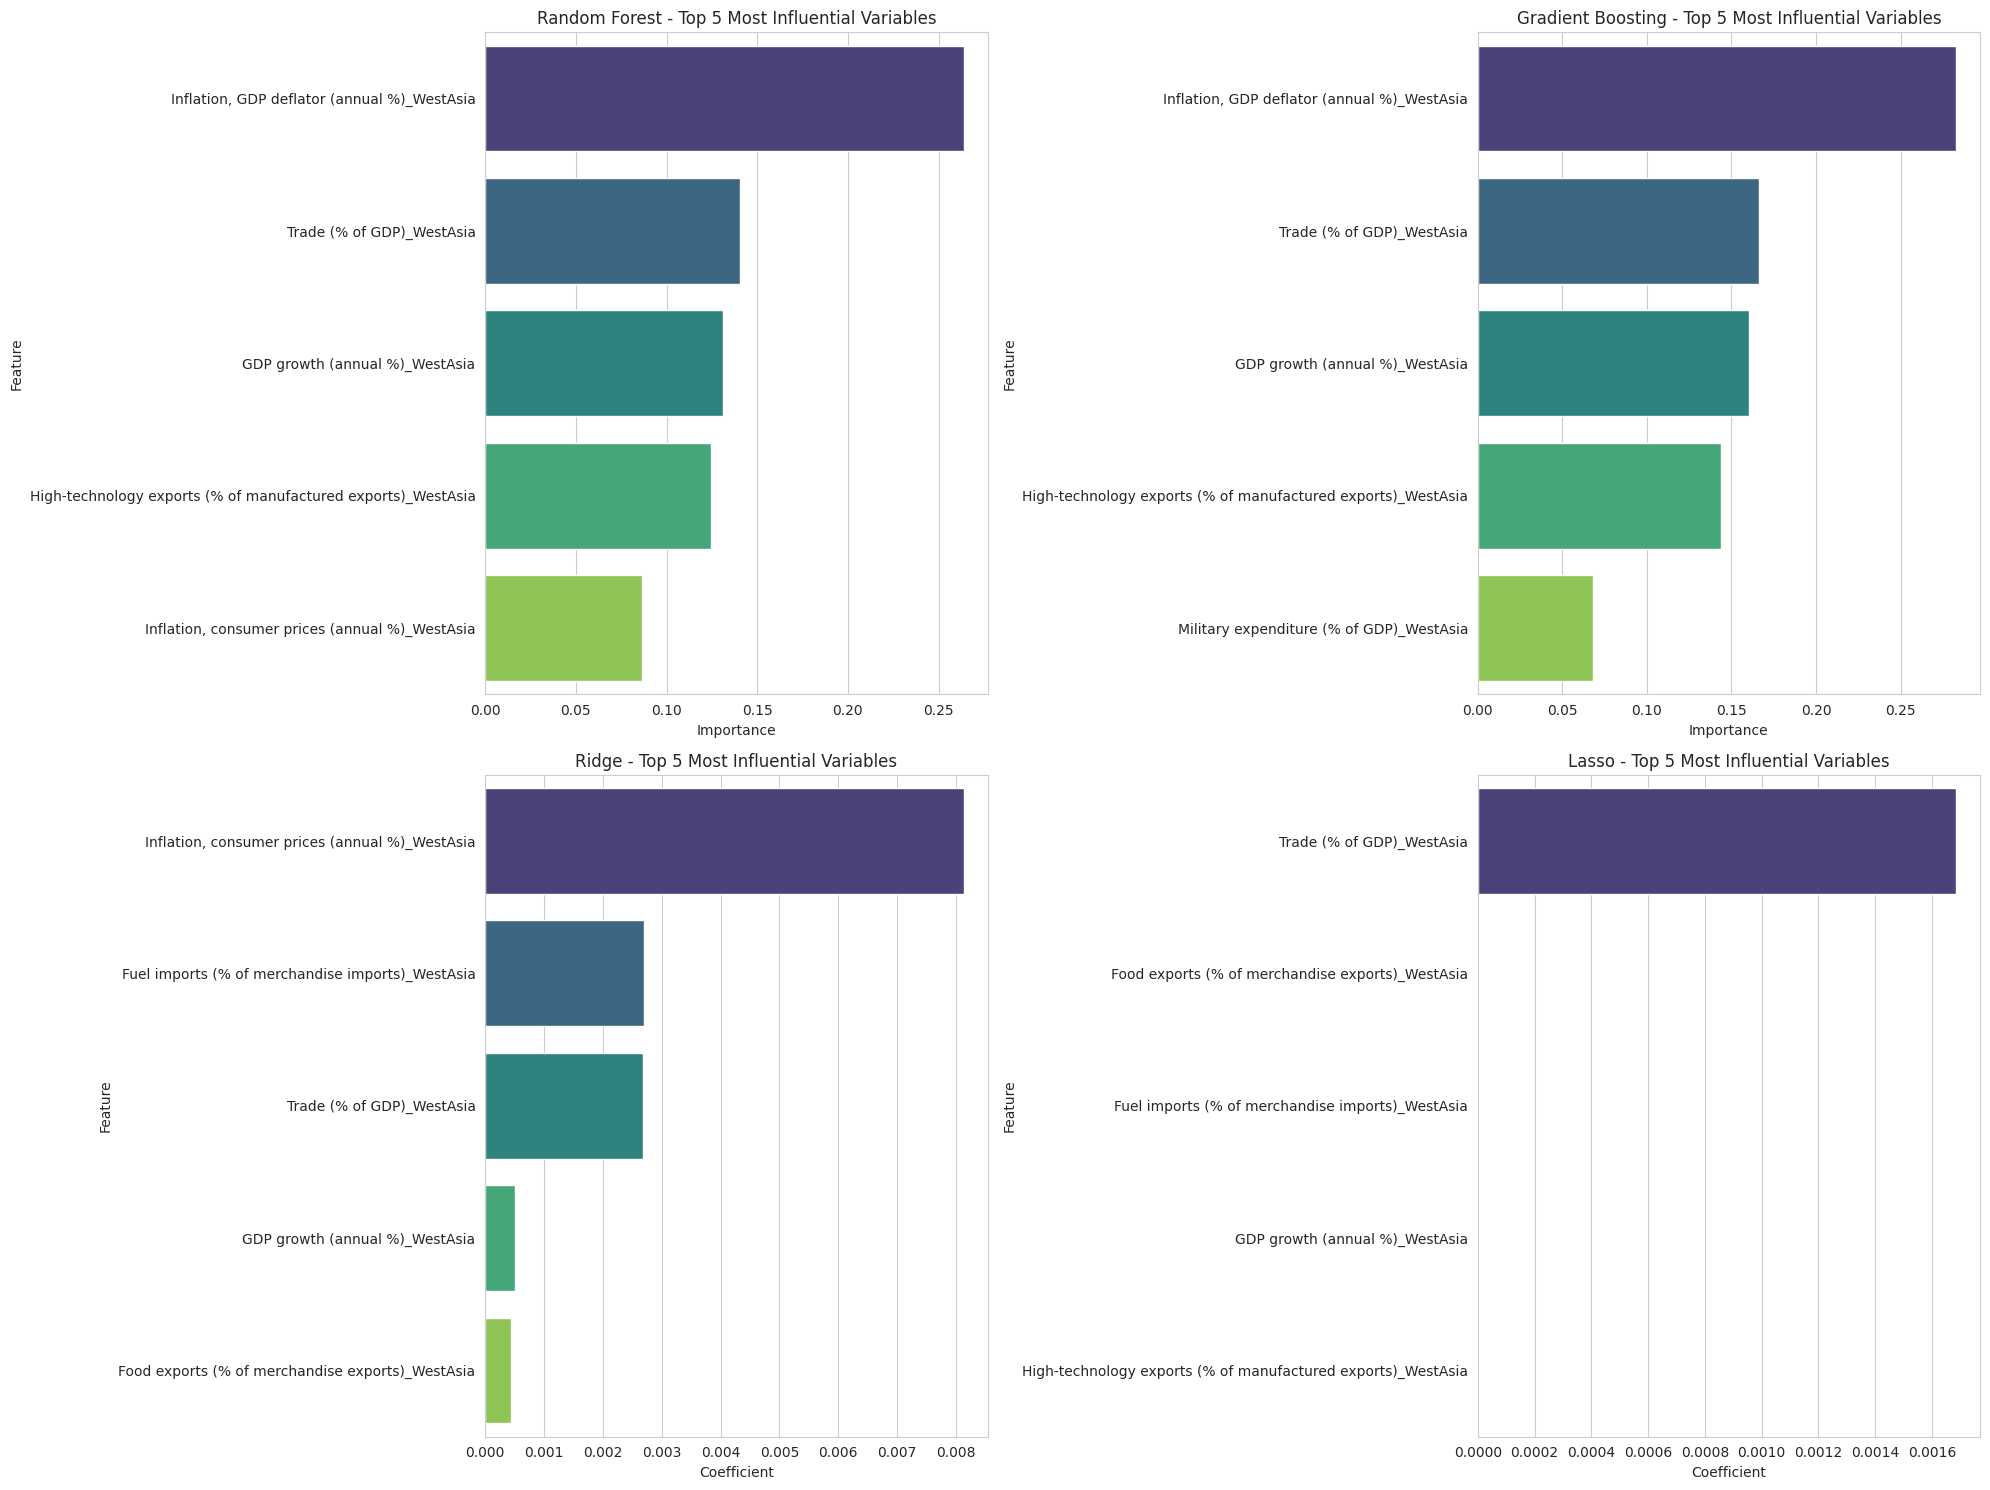 Random Forest - Top 5 Most Influential Variables
Feature
Inflation, GDP deflator (annual %)_WestAsia
Trade (% of GDP)_WestAsia
GDP growth (annual %)_WestAsia
High-technology exports (% of manufactured exports)_WestAsia
Inflation, consumer prices (annual %)_WestAsia
0.00 0.05 0.10 0.15 0.20 0.25
Importance
Gradient Boosting - Top 5 Most Influential Variables
Feature
Inflation, GDP deflator (annual %)_WestAsia
Trade (% of GDP)_WestAsia
GDP growth (annual %)_WestAsia
High-technology exports (% of manufactured exports)_WestAsia
Military expenditure (% of GDP)_WestAsia
0.00 0.05 0.10 0.15 0.20 0.25
Importance
Ridge - Top 5 Most Influential Variables
Feature
Inflation, consumer prices (annual %)_WestAsia
Fuel imports (% of merchandise imports)_WestAsia
Trade (% of GDP)_WestAsia
GDP growth (annual %)_WestAsia
Food exports (% of merchandise exports)_WestAsia
0.000 0.001 0.002 0.003 0.004 0.005 0.006 0.007 0.008
Coefficient
Lasso - Top 5 Most Influential Variables
Feature
Trade (% of GDP)_WestAsia
Food exports (% of merchandise exports)_WestAsia
Fuel imports (% of merchandise imports)_WestAsia
GDP growth (annual %)_WestAsia
High-technology exports (% of manufactured exports)_WestAsia
0.0000 0.0002 0.0004 0.0006 0.0008 0.0010 0.0012 0.0014 0.0016
Coefficient